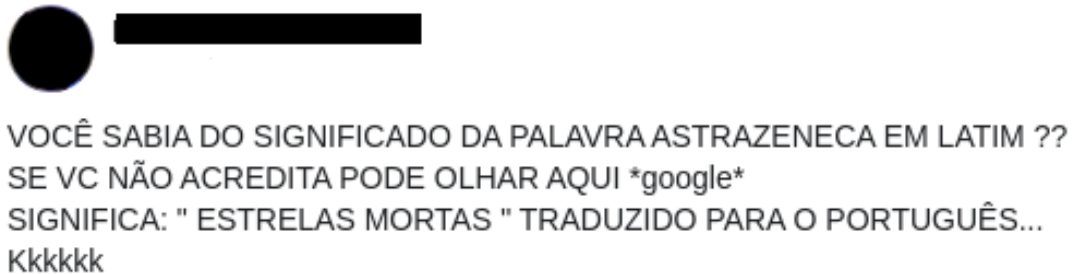 VOCÊ SABIA DO SIGNIFICADO DA PALAVRA ASTRAZENECA EM LATIM ??
SE VC NÃO ACREDITA PODE OLHAR AQUI *google*
SIGNIFICA: " ESTRELAS MORTAS " TRADUZIDO PARA O PORTUGUÊS...
Kkkkkk